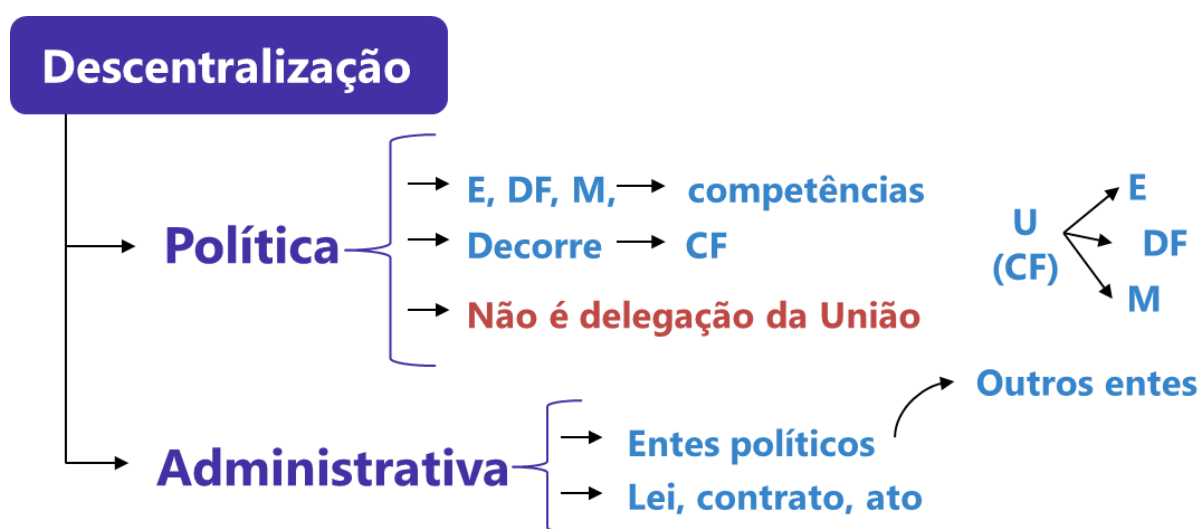 Descentralização
Política
E, DF, M, competências
Decorre CF
Não é delegação da União
U
(CF)
E
DF
M
Administrativa
Entes políticos
Outros entes
Lei, contrato, ato